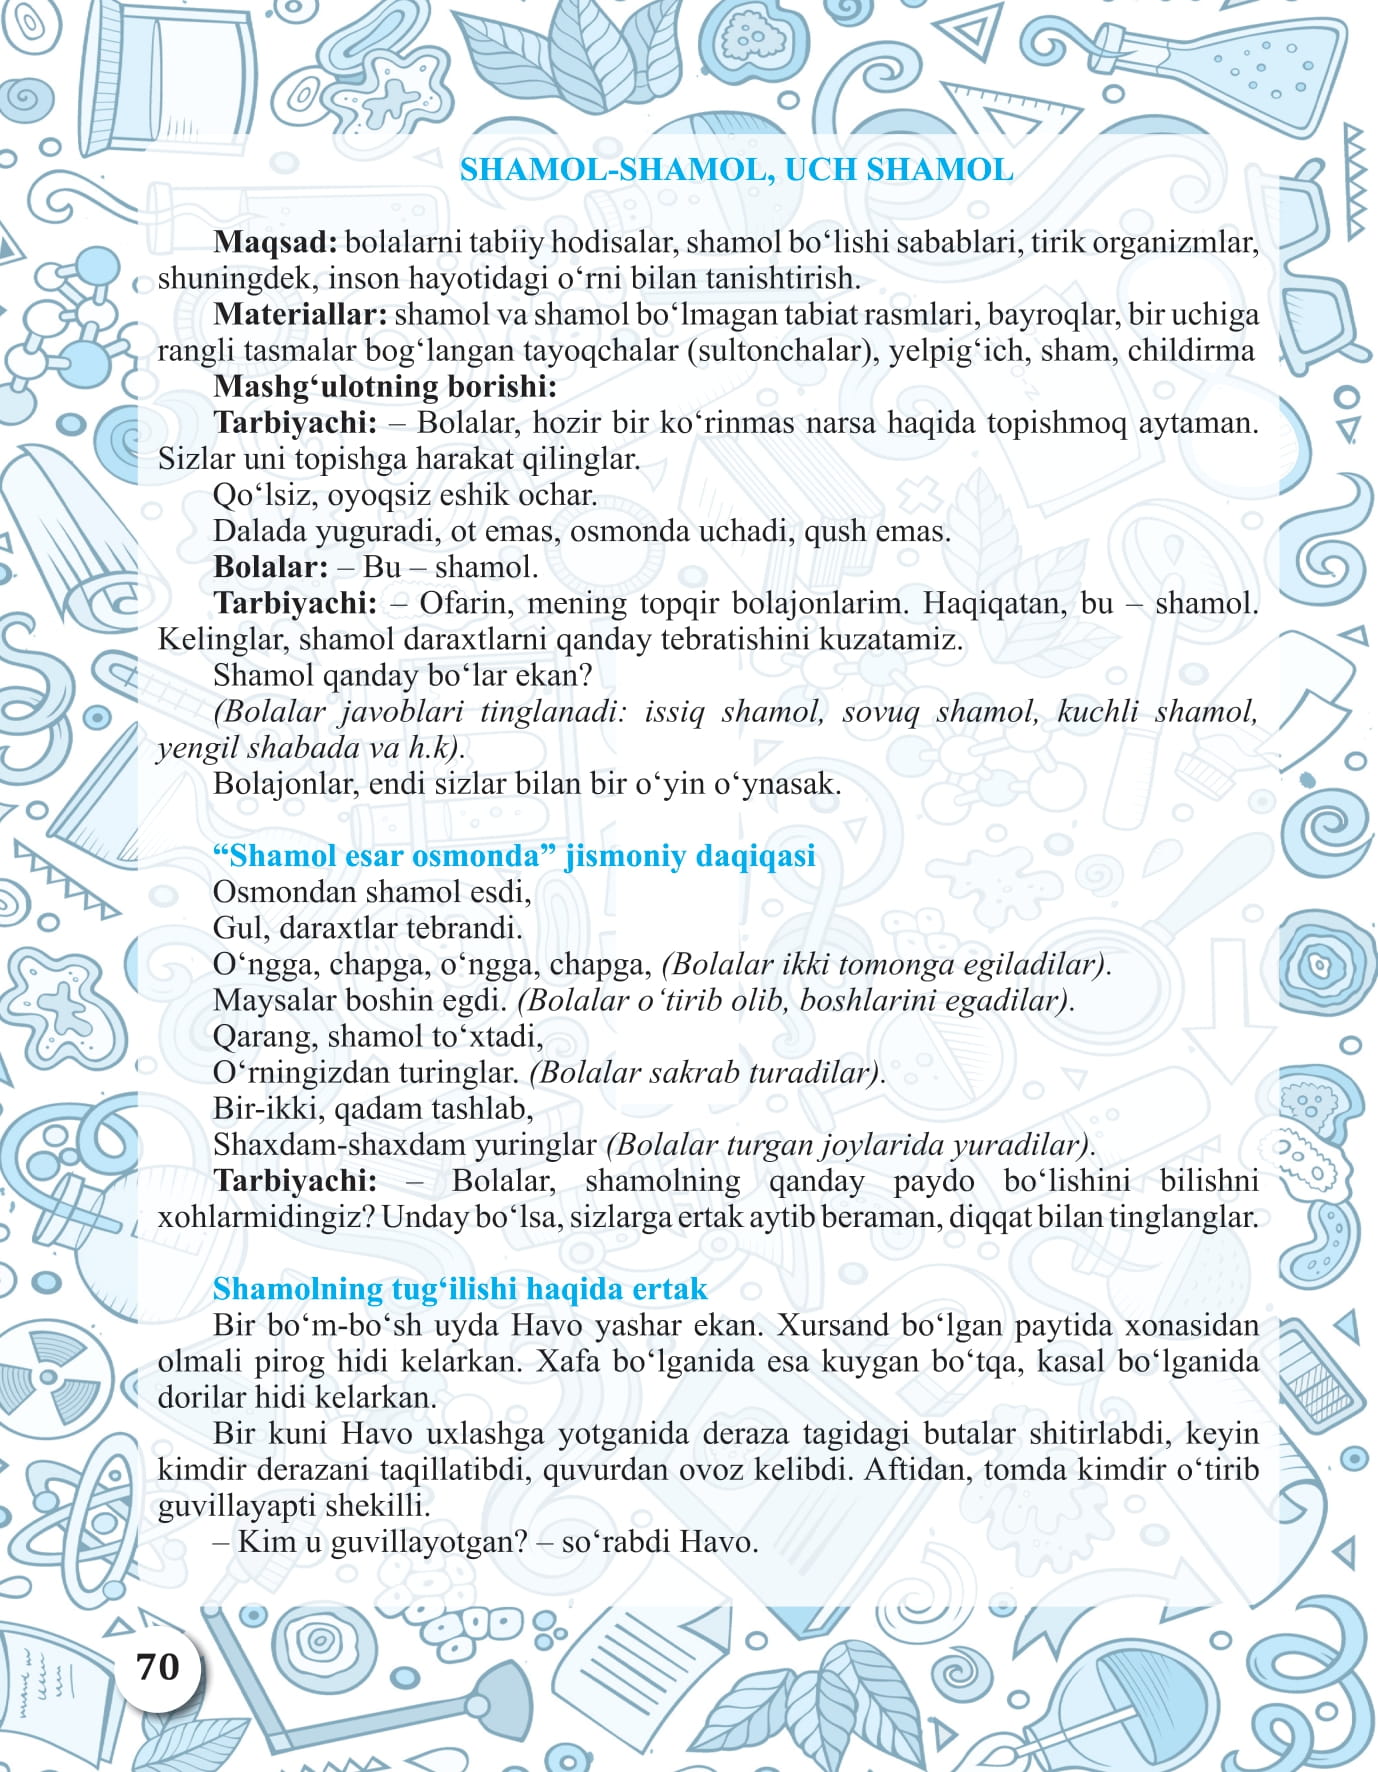 SHAMOL-SHAMOL, UCH SHAMOL
Maqsad: bolalarni tabiiy hodisalar, shamol bo‘lishi sabablari, tirik organizmlar,
shuningdek, inson hayotidagi o‘rni bilan tanishtirish.
Materiallar: shamol va shamol bo‘lmagan tabiat rasmlari, bayroqlar, bir uchiga
rangli tasmalar bog‘langan tayoqchalar (sultonchalar), yelpig‘ich, sham, childirma
Mashg‘ulotning borishi:
Tarbiyachi: – Bolalar, hozir bir ko‘rinmas narsa haqida topishmoq aytaman.
Sizlar uni topishga harakat qilinglar.
Qo‘lsiz, oyoqsiz eshik ochar.
Dalada yuguradi, ot emas, osmonda uchadi, qush emas.
Bolalar: – Bu – shamol.
Tarbiyachi: – Ofarin, mening topqir bolajonlarim. Haqiqatan, bu – shamol.
Kelinglar, shamol daraxtlarni qanday tebratishini kuzatamiz.
Shamol qanday bo‘lar ekan?
(Bolalar javoblari tinglanadi: issiq shamol, sovuq shamol, kuchli shamol,
yengil shabada va h.k).
Bolajonlar, endi sizlar bilan bir o‘yin o‘ynasak.
“Shamol esar osmonda” jismoniy daqiqasi
Osmondan shamol esdi,
Gul, daraxtlar tebrandi.
O‘ngga, chapga, o‘ngga, chapga, (Bolalar ikki tomonga egiladilar).
Maysalar boshin egdi. (Bolalar o‘tirib olib, boshlarini egadilar).
Qarang, shamol to‘xtadi,
O‘rningizdan turinglar. (Bolalar sakrab turadilar).
Bir-ikki, qadam tashlab,
Shaxdam-shaxdam yuringlar (Bolalar turgan joylarida yuradilar).
Tarbiyachi: – Bolalar, shamolning qanday paydo bo‘lishini bilishni
xohlarmidingiz? Unday bo‘lsa, sizlarga ertak aytib beraman, diqqat bilan tinglanglar.
Shamolning tug‘ilishi haqida ertak
Bir bo‘m-bo‘sh uyda Havo yashar ekan. Xursand bo‘lgan paytida xonasidan
olmali pirog hidi kelarkan. Xafa bo‘lganida esa kuygan bo‘tqa, kasal bo‘lganida
dorilar hidi kelarkan.
Bir kuni Havo uxlashga yotganida deraza tagidagi butalar shitirlabdi, keyin
kimdir derazani taqillatibdi, quvurdan ovoz kelibdi. Aftidan, tomda kimdir o‘tirib
guvillayapti shekilli.
– Kim u guvillayotgan? – so‘rabdi Havo.
70